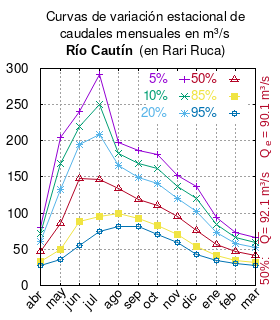 Curvas de variación estacional de
caudales mensuales en m³/s
Río Cautín (en Rari Ruca)
300
250
200
150
100
50
0
5%
50%
10%
85%
20%
95%
abr
may
jun
jul
ago
sep
oct
nov
dic
ene
feb
mar
50%: Q= 92.1 m³/s Qe = 90.1 m³/s